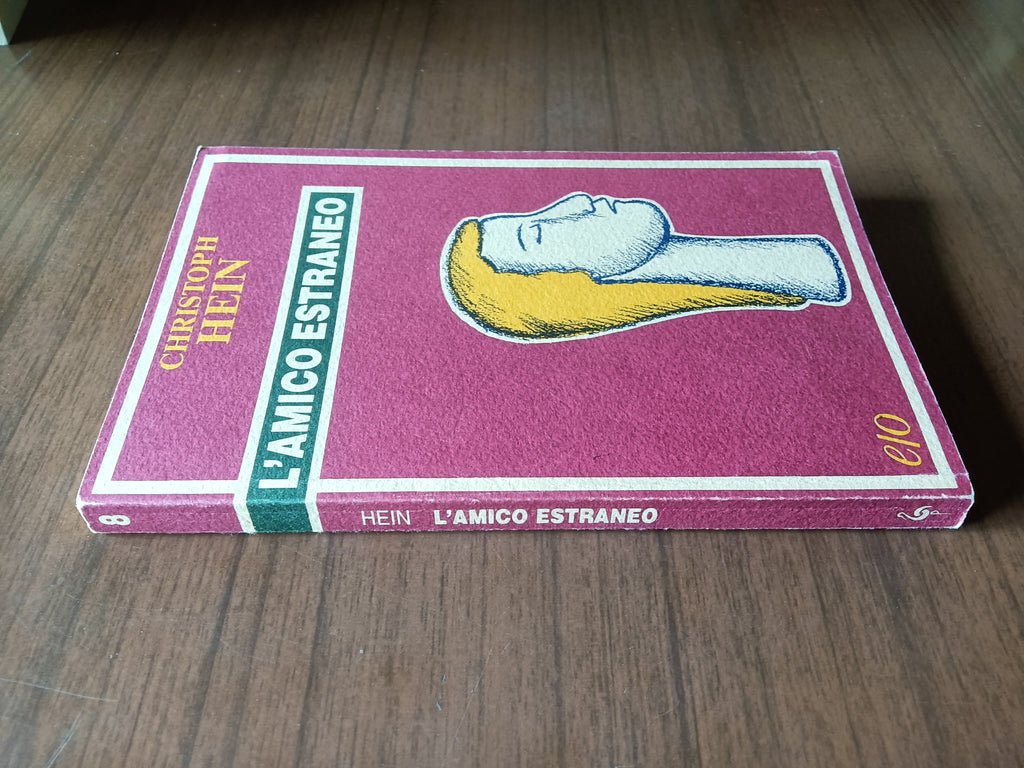 CHRISTOPH
HEIN
L'AMICO ESTRANEO
e/o
8
HEIN L'AMICO ESTRANEO